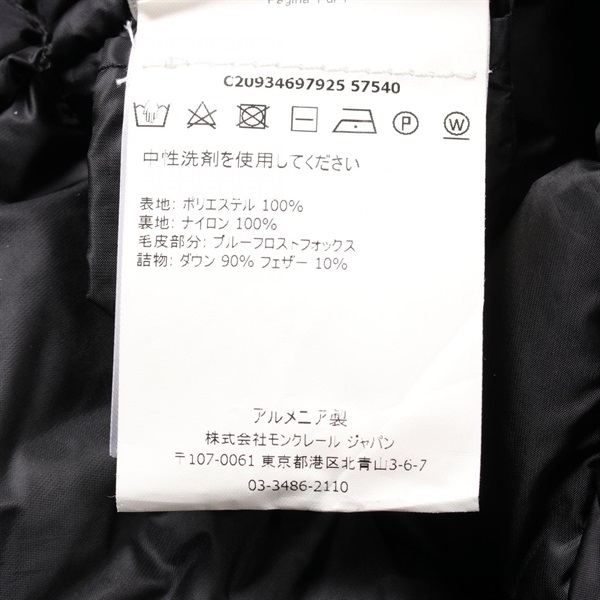 Pagina 1 di 1
C20934697925 57540
P W
中性洗剤を使用してください
表地: ポリエステル 100%
裏地: ナイロン 100%
毛皮部分: ブルーフロストフォックス
詰物: ダウン 90% フェザー 10%
アルメニア製
株式会社モンクレール ジャパン
〒107-0061 東京都港区北青山3-6-7
03-3486-2110